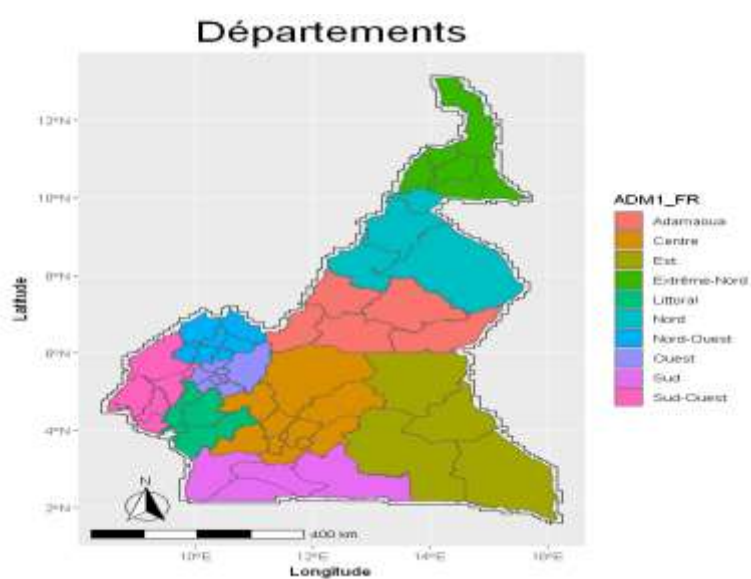 Départements
12°N
10°N
8°N
6°N
4°N
2°N
Latitude
N
400 km
10°E
12°E
14°E
16°E
Longitude
ADM1_FR
Adamaoua
Centre
Est
Extrême-Nord
Littoral
Nord
Nord-Ouest
Ouest
Sud
Sud-Ouest